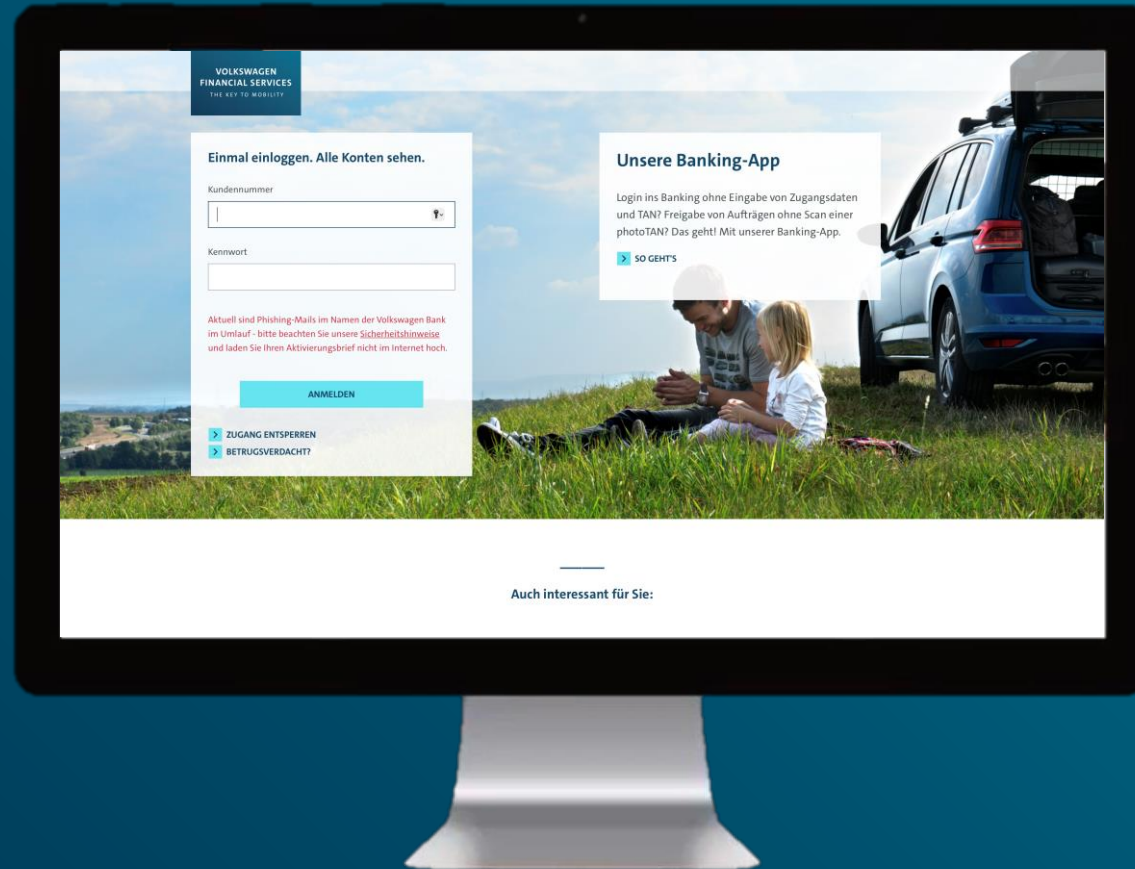 VOLKSWAGEN
FINANCIAL SERVICES
THE KEY TO MOBILITY
Einmal einloggen. Alle Konten sehen.
Kundennummer
Kennwort
Aktuell sind Phishing-Mails im Namen der Volkswagen Bank
im Umlauf - bitte beachten Sie unsere Sicherheitshinweise
und laden Sie Ihren Aktivierungsbrief nicht im Internet hoch.
ANMELDEN
ZUGANG ENTSPERREN
BETRUGSVERDACHT?
Unsere Banking-App
Login ins Banking ohne Eingabe von Zugangsdaten
und TAN? Freigabe von Aufträgen ohne Scan einer
photoTAN? Das geht! Mit unserer Banking-App.
SO GEHT'S
Auch interessant für Sie: